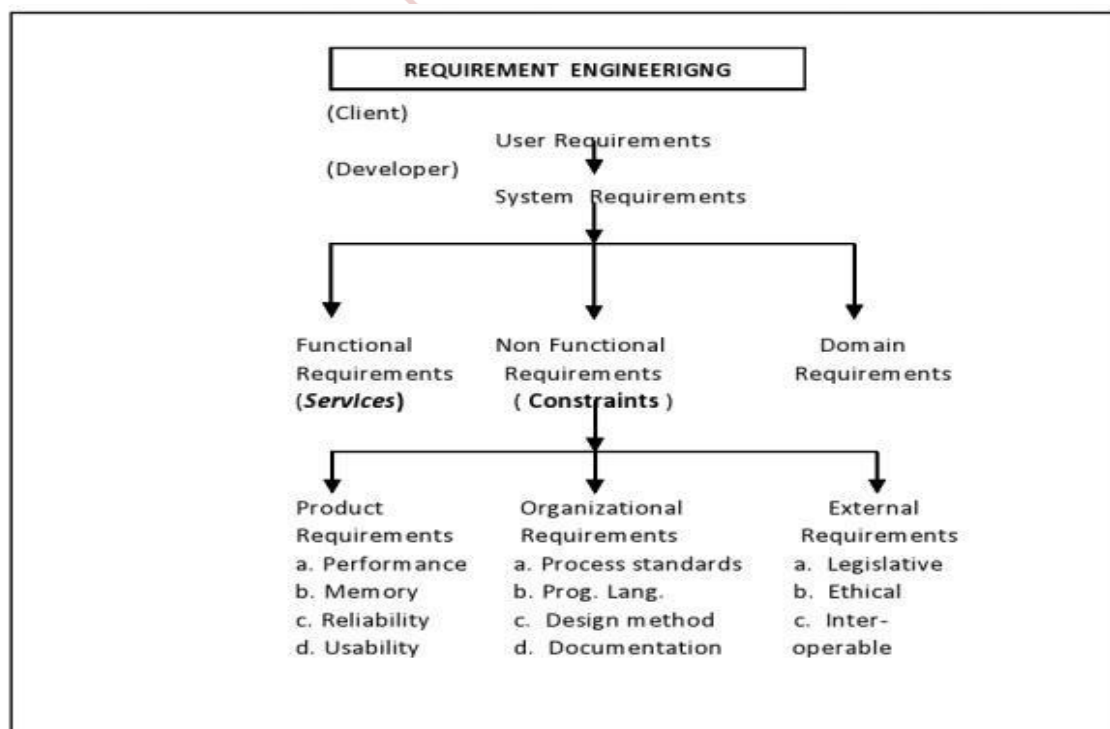 REQUIREMENT ENGINEERIGNG
(Client)
User Requirements
(Developer)
System Requirements
Functional
Requirements
(Services)
Non Functional
Requirements
( Constraints )
Domain
Requirements
Product
Requirements
a. Performance
b. Memory
c. Reliability
d. Usability
Organizational
Requirements
a. Process standards
b. Prog. Lang.
c. Design method
d. Documentation
External
Requirements
a. Legislative
b. Ethical
c. Inter-
operable